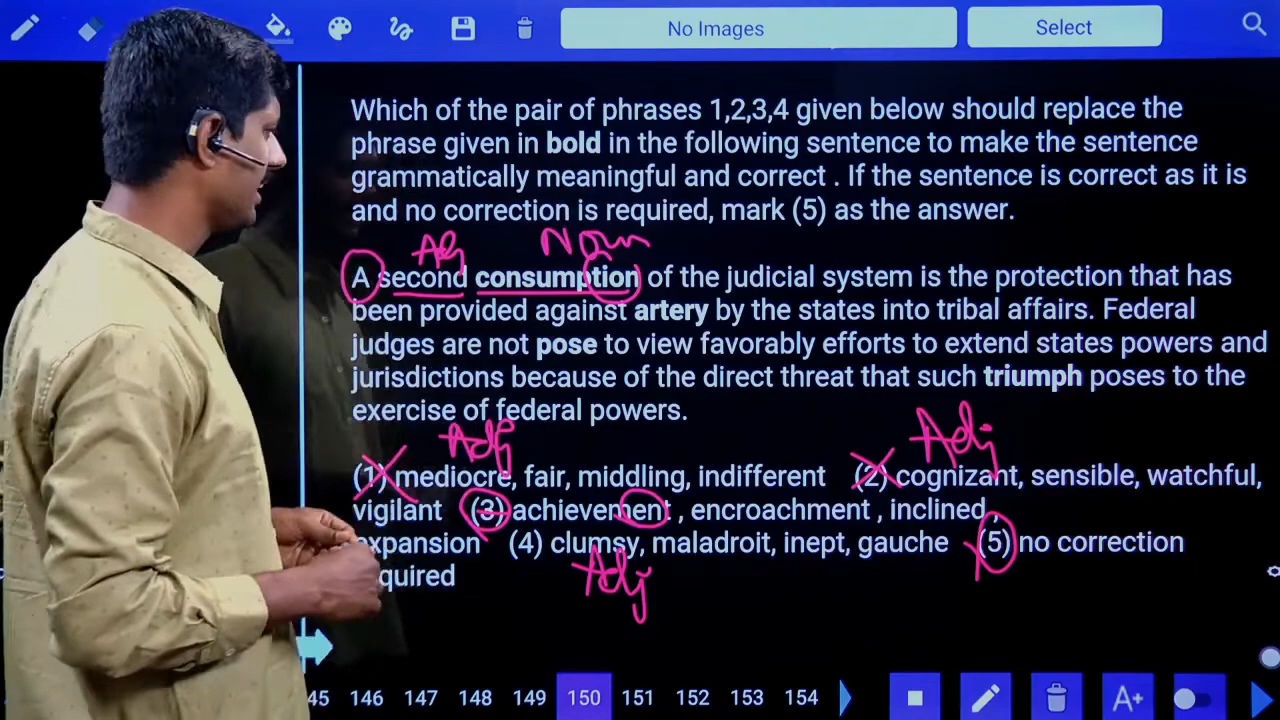 No Images
Select
Which of the pair of phrases 1,2,3,4 given below should replace the
phrase given in bold in the following sentence to make the sentence
grammatically meaningful and correct . If the sentence is correct as it is
and no correction is required, mark (5) as the answer.
Adj Noun
A second consumption of the judicial system is the protection that has
been provided against artery by the states into tribal affairs. Federal
judges are not pose to view favorably efforts to extend states powers and
jurisdictions because of the direct threat that such triumph poses to the
exercise of federal powers.
Adj Adj
(1) mediocre, fair, middling, indifferent (2) cognizant, sensible, watchful,
vigilant (3) achievement , encroachment , inclined ,
expansion (4) clumsy, maladroit, inept, gauche (5) no correction
quired
Adj
45 146 147 148 149 150 151 152 153 154 A+